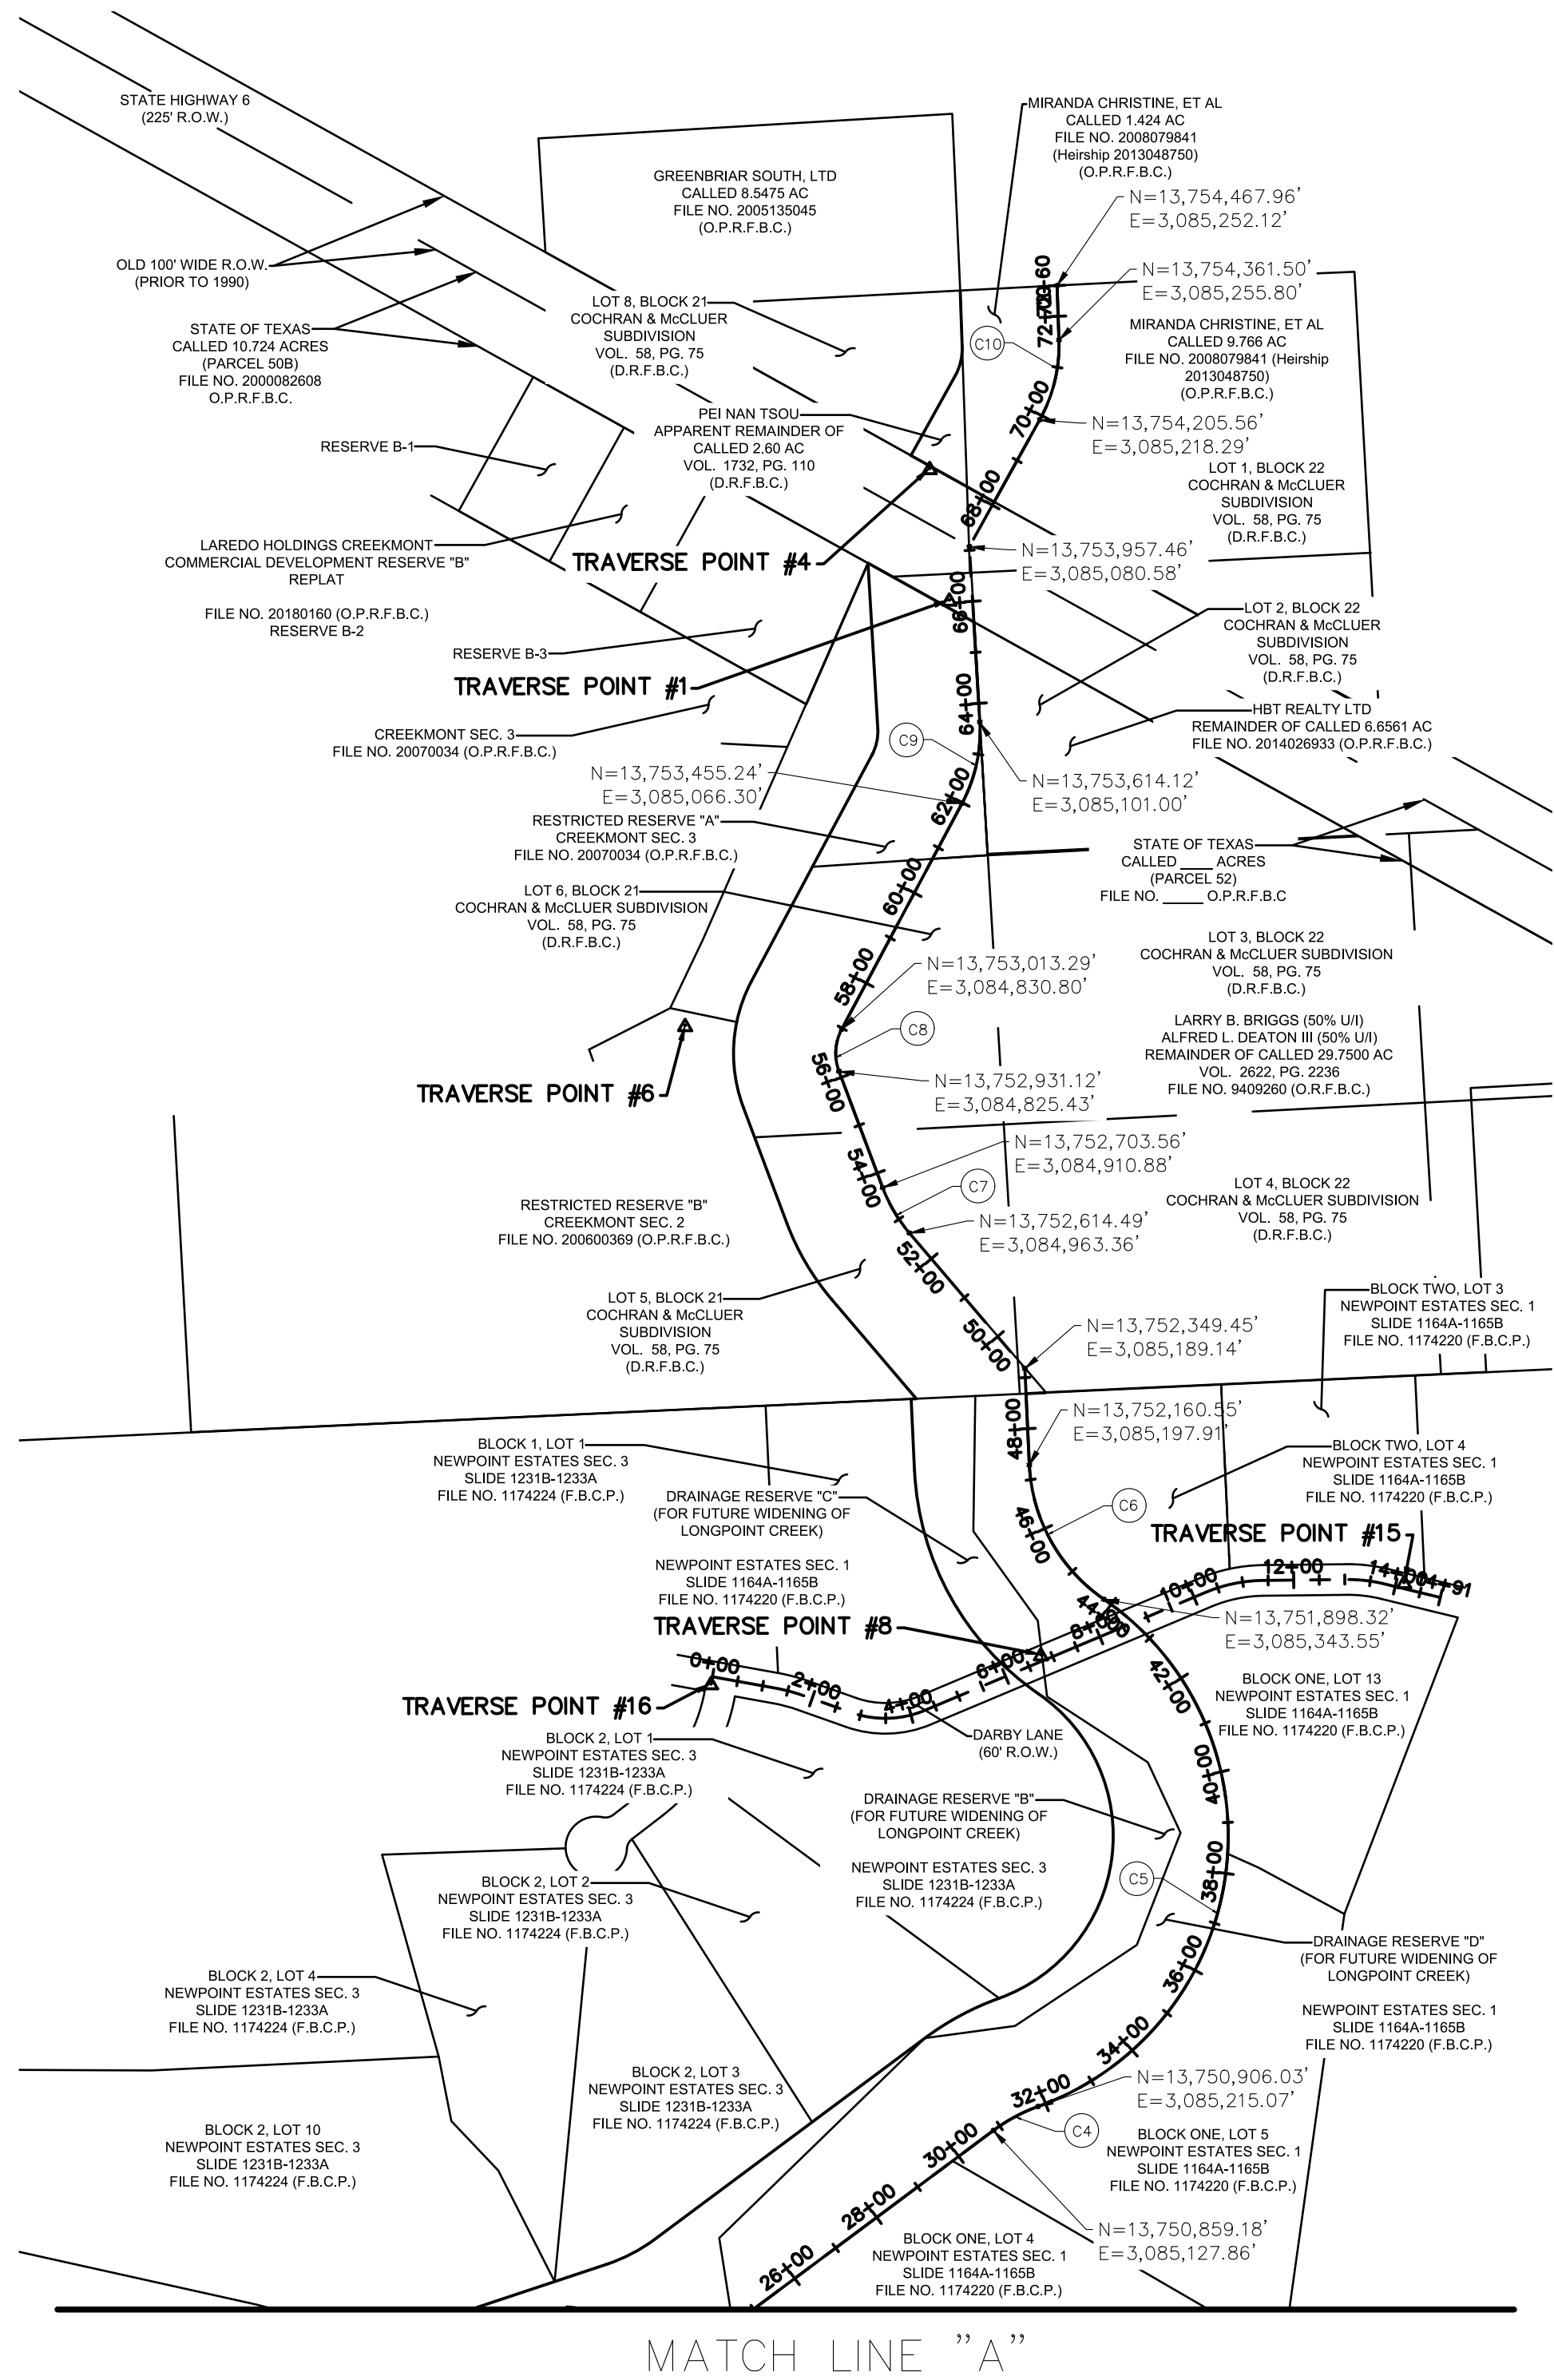 STATE HIGHWAY 6
(225' R.O.W.)
MIRANDA CHRISTINE, ET AL
CALLED 1.424 AC
FILE NO. 2008079841
(Heirship 2013048750)
(O.P.R.F.B.C.)
GREENBRIAR SOUTH, LTD
CALLED 8.5475 AC
FILE NO. 2005135045
(O.P.R.F.B.C.)
N=13,754,467.96'
E=3,085,252.12'
OLD 100' WIDE R.O.W.
(PRIOR TO 1990)
N=13,754,361.50'
E=3,085,255.80'
LOT 8, BLOCK 21
COCHRAN & McCLUER
SUBDIVISION
VOL. 58, PG. 75
(D.R.F.B.C.)
STATE OF TEXAS
CALLED 10.724 ACRES
(PARCEL 50B)
FILE NO. 2000082608
O.P.R.F.B.C.
72+00
C10
MIRANDA CHRISTINE, ET AL
CALLED 9.766 AC
FILE NO. 2008079841 (Heirship
2013048750)
(O.P.R.F.B.C.)
70+00
PEI NAN TSOU
APPARENT REMAINDER OF
CALLED 2.60 AC
VOL. 1732, PG. 110
(D.R.F.B.C.)
N=13,754,205.56'
E=3,085,218.29'
RESERVE B-1
LOT 1, BLOCK 22
COCHRAN & McCLUER
SUBDIVISION
VOL. 58, PG. 75
(D.R.F.B.C.)
68+00
LAREDO HOLDINGS CREEKMONT
COMMERCIAL DEVELOPMENT RESERVE "B"
REPLAT
FILE NO. 20180160 (O.P.R.F.B.C.)
RESERVE B-2
TRAVERSE POINT #4
N=13,753,957.46'
E=3,085,080.58'
66+00
LOT 2, BLOCK 22
COCHRAN & McCLUER
SUBDIVISION
VOL. 58, PG. 75
(D.R.F.B.C.)
RESERVE B-3
TRAVERSE POINT #1
64+00
HBT REALTY LTD
REMAINDER OF CALLED 6.6561 AC
FILE NO. 2014026933 (O.P.R.F.B.C.)
CREEKMONT SEC. 3
FILE NO. 20070034 (O.P.R.F.B.C.)
C9
N=13,753,455.24'
E=3,085,066.30'
N=13,753,614.12'
E=3,085,101.00'
62+00
RESTRICTED RESERVE "A"
CREEKMONT SEC. 3
FILE NO. 20070034 (O.P.R.F.B.C.)
STATE OF TEXAS
CALLED ____ ACRES
(PARCEL 52)
FILE NO. _____ O.P.R.F.B.C
60+00
LOT 6, BLOCK 21
COCHRAN & McCLUER SUBDIVISION
VOL. 58, PG. 75
(D.R.F.B.C.)
LOT 3, BLOCK 22
COCHRAN & McCLUER SUBDIVISION
VOL. 58, PG. 75
(D.R.F.B.C.)
58+00
N=13,753,013.29'
E=3,084,830.80'
C8
LARRY B. BRIGGS (50% U/I)
ALFRED L. DEATON III (50% U/I)
REMAINDER OF CALLED 29.7500 AC
VOL. 2622, PG. 2236
FILE NO. 9409260 (O.R.F.B.C.)
56+00
TRAVERSE POINT #6
N=13,752,931.12'
E=3,084,825.43'
54+00
N=13,752,703.56'
E=3,084,910.88'
C7
LOT 4, BLOCK 22
COCHRAN & McCLUER SUBDIVISION
VOL. 58, PG. 75
(D.R.F.B.C.)
RESTRICTED RESERVE "B"
CREEKMONT SEC. 2
FILE NO. 200600369 (O.P.R.F.B.C.)
N=13,752,614.49'
E=3,084,963.36'
52+00
LOT 5, BLOCK 21
COCHRAN & McCLUER
SUBDIVISION
VOL. 58, PG. 75
(D.R.F.B.C.)
BLOCK TWO, LOT 3
NEWPOINT ESTATES SEC. 1
SLIDE 1164A-1165B
FILE NO. 1174220 (F.B.C.P.)
50+00
N=13,752,349.45'
E=3,085,189.14'
48+00
N=13,752,160.55'
E=3,085,197.91'
BLOCK 1, LOT 1
NEWPOINT ESTATES SEC. 3
SLIDE 1231B-1233A
FILE NO. 1174224 (F.B.C.P.)
BLOCK TWO, LOT 4
NEWPOINT ESTATES SEC. 1
SLIDE 1164A-1165B
FILE NO. 1174220 (F.B.C.P.)
DRAINAGE RESERVE "C"
(FOR FUTURE WIDENING OF
LONGPOINT CREEK)
NEWPOINT ESTATES SEC. 1
SLIDE 1164A-1165B
FILE NO. 1174220 (F.B.C.P.)
C6
46+00
TRAVERSE POINT #15
10+00
12+00
14+00
14+91
44+00
N=13,751,898.32'
E=3,085,343.55'
TRAVERSE POINT #8
8+00
6+00
0+00
2+00
4+00
42+00
TRAVERSE POINT #16
BLOCK ONE, LOT 13
NEWPOINT ESTATES SEC. 1
SLIDE 1164A-1165B
FILE NO. 1174220 (F.B.C.P.)
DARBY LANE
(60' R.O.W.)
BLOCK 2, LOT 1
NEWPOINT ESTATES SEC. 3
SLIDE 1231B-1233A
FILE NO. 1174224 (F.B.C.P.)
40+00
DRAINAGE RESERVE "B"
(FOR FUTURE WIDENING OF
LONGPOINT CREEK)
NEWPOINT ESTATES SEC. 3
SLIDE 1231B-1233A
FILE NO. 1174224 (F.B.C.P.)
38+00
C5
BLOCK 2, LOT 2
NEWPOINT ESTATES SEC. 3
SLIDE 1231B-1233A
FILE NO. 1174224 (F.B.C.P.)
DRAINAGE RESERVE "D"
(FOR FUTURE WIDENING OF
LONGPOINT CREEK)
NEWPOINT ESTATES SEC. 1
SLIDE 1164A-1165B
FILE NO. 1174220 (F.B.C.P.)
36+00
BLOCK 2, LOT 4
NEWPOINT ESTATES SEC. 3
SLIDE 1231B-1233A
FILE NO. 1174224 (F.B.C.P.)
34+00
BLOCK 2, LOT 3
NEWPOINT ESTATES SEC. 3
SLIDE 1231B-1233A
FILE NO. 1174224 (F.B.C.P.)
32+00
N=13,750,906.03'
E=3,085,215.07'
C4
BLOCK 2, LOT 10
NEWPOINT ESTATES SEC. 3
SLIDE 1231B-1233A
FILE NO. 1174224 (F.B.C.P.)
BLOCK ONE, LOT 5
NEWPOINT ESTATES SEC. 1
SLIDE 1164A-1165B
FILE NO. 1174220 (F.B.C.P.)
30+00
28+00
N=13,750,859.18'
E=3,085,127.86'
26+00
BLOCK ONE, LOT 4
NEWPOINT ESTATES SEC. 1
SLIDE 1164A-1165B
FILE NO. 1174220 (F.B.C.P.)
MATCH LINE "A"